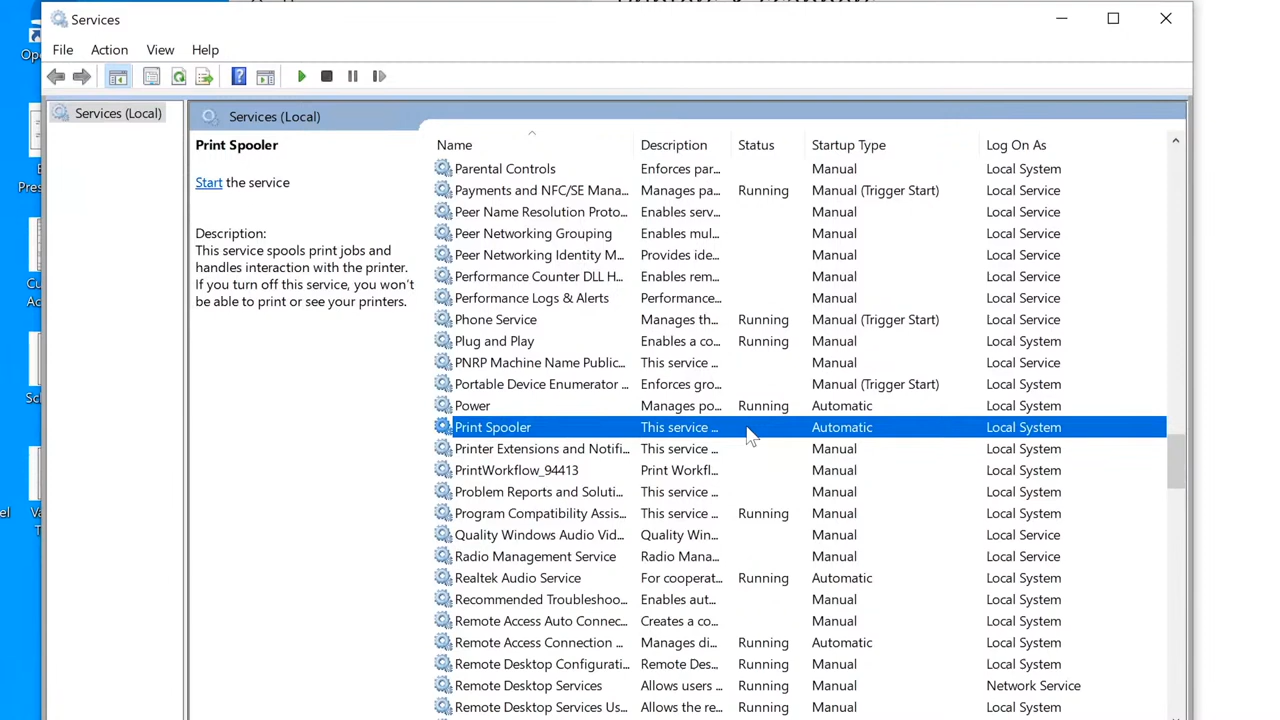 Services
File Action View Help
Services (Local)
Services (Local)
Print Spooler
Start the service
Description:
This service spools print jobs and
handles interaction with the printer.
If you turn off this service, you won't
be able to print or see your printers.
Name Description Status Startup Type Log On As
Parental Controls Enforces par... Manual Local System
Payments and NFC/SE Mana... Manages pa... Running Manual (Trigger Start) Local Service
Peer Name Resolution Proto... Enables serv... Manual Local Service
Peer Networking Grouping Enables mul... Manual Local Service
Peer Networking Identity M... Provides ide... Manual Local Service
Performance Counter DLL H... Enables rem... Manual Local Service
Performance Logs & Alerts Performance... Manual Local Service
Phone Service Manages th... Running Manual (Trigger Start) Local Service
Plug and Play Enables a co... Running Manual Local System
PNRP Machine Name Public... This service ... Manual Local Service
Portable Device Enumerator ... Enforces gro... Manual (Trigger Start) Local System
Power Manages po... Running Automatic Local System
Print Spooler This service ... Automatic Local System
Printer Extensions and Notifi... This service ... Manual Local System
PrintWorkflow_94413 Print Workfl... Manual Local System
Problem Reports and Soluti... This service ... Manual Local System
Program Compatibility Assis... This service ... Running Manual Local System
Quality Windows Audio Vid... Quality Win... Manual Local Service
Radio Management Service Radio Mana... Manual Local Service
Realtek Audio Service For cooperat... Running Automatic Local System
Recommended Troubleshoo... Enables aut... Manual Local System
Remote Access Auto Connec... Creates a co... Manual Local System
Remote Access Connection ... Manages di... Running Automatic Local System
Remote Desktop Configurati... Remote Des... Running Manual Local System
Remote Desktop Services Allows users ... Running Manual Network Service
Remote Desktop Services Us... Allows the re... Running Manual Local System